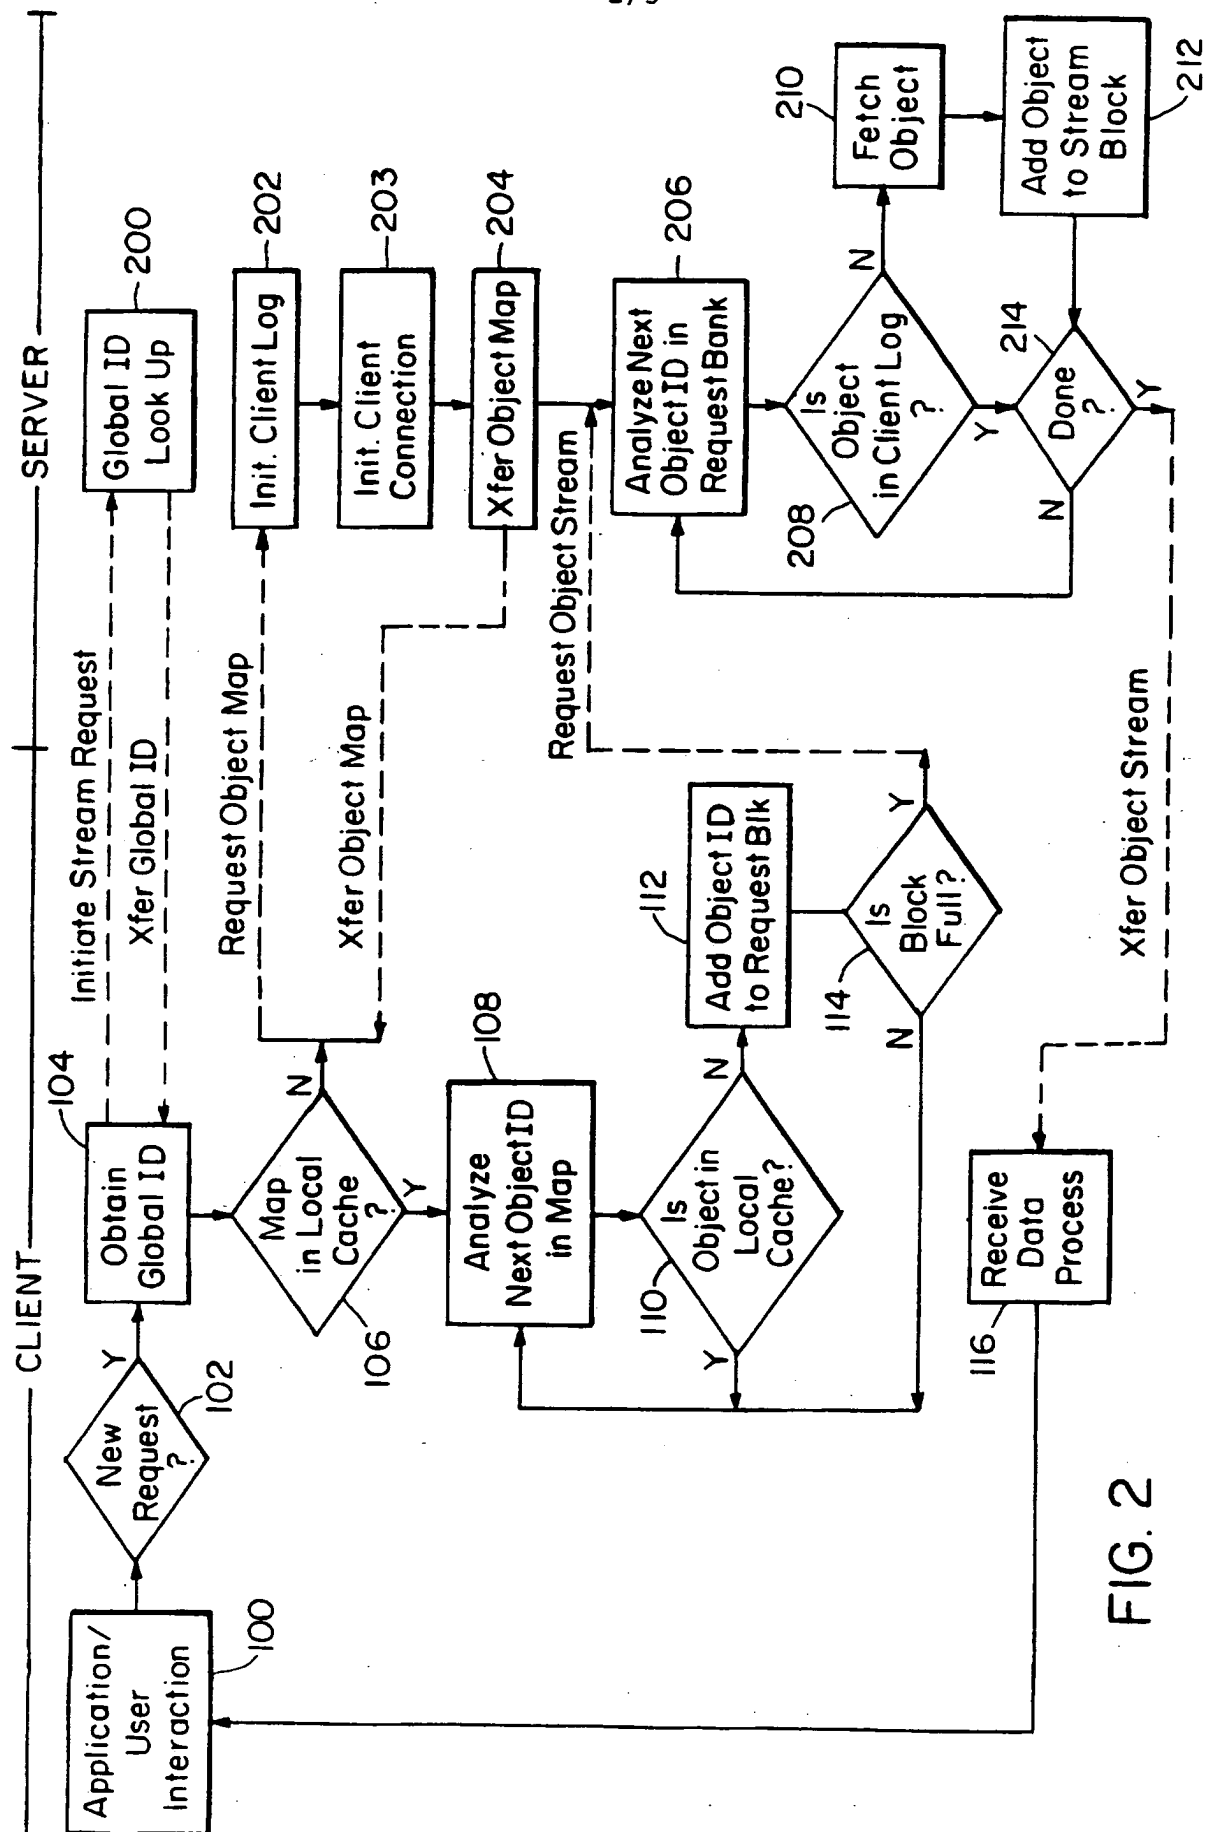 CLIENT
SERVER
Application/
User
Interaction
100
New
Request
?
102
Y
Obtain
Global ID
104
Initiate Stream Request
Xfer Global ID
Global ID
Look Up
200
Map
in Local
Cache
?
106
N
Y
Request Object Map
Xfer Object Map
Init. Client Log
202
Init. Client
Connection
203
Xfer Object Map
204
Analyze
Next Object ID
in Map
108
Is
Object in
Local
Cache?
110
Y
N
Add Object ID
to Request Blk
112
Is
Block
Full?
114
N
Y
Request Object Stream
Analyze Next
Object ID in
Request Bank
206
Is
Object
in Client Log
?
208
N
Y
Fetch
Object
210
Add Object
to Stream
Block
212
Done
?
214
N
Y
Xfer Object Stream
Receive
Data
Process
116
FIG. 2